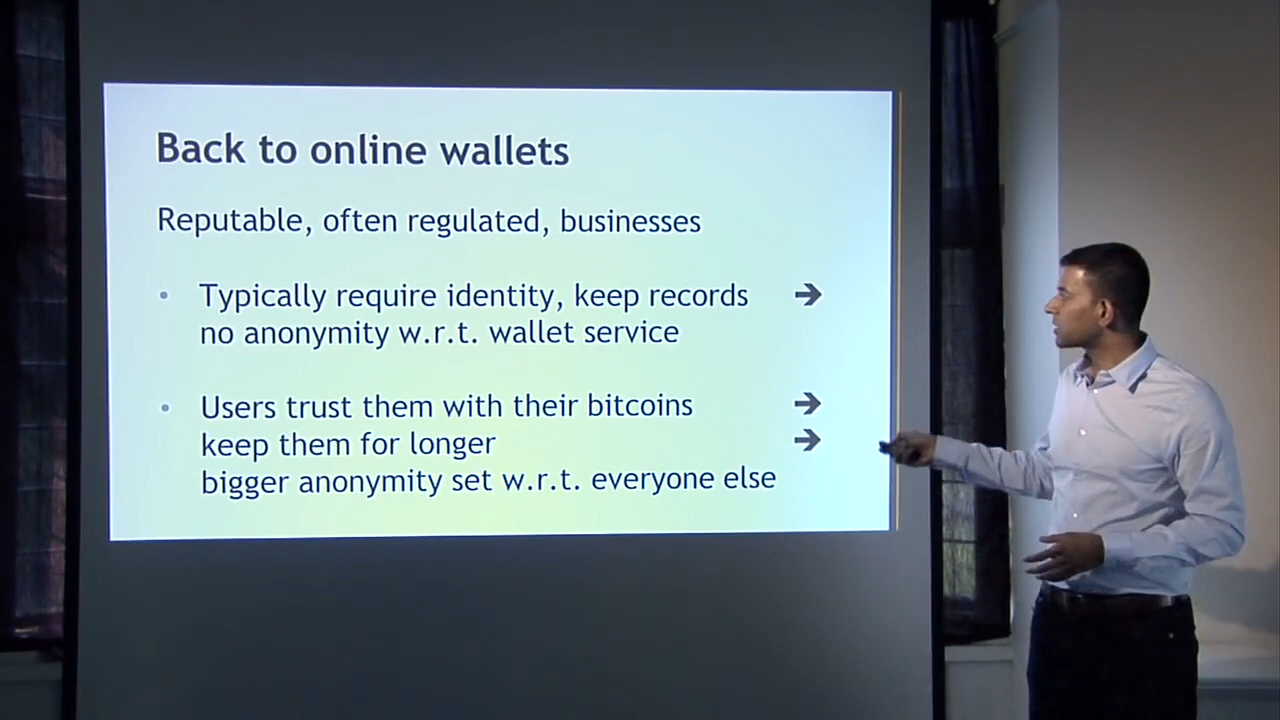 Back to online wallets
Reputable, often regulated, businesses
• Typically require identity, keep records →
no anonymity w.r.t. wallet service
• Users trust them with their bitcoins →
keep them for longer →
bigger anonymity set w.r.t. everyone else